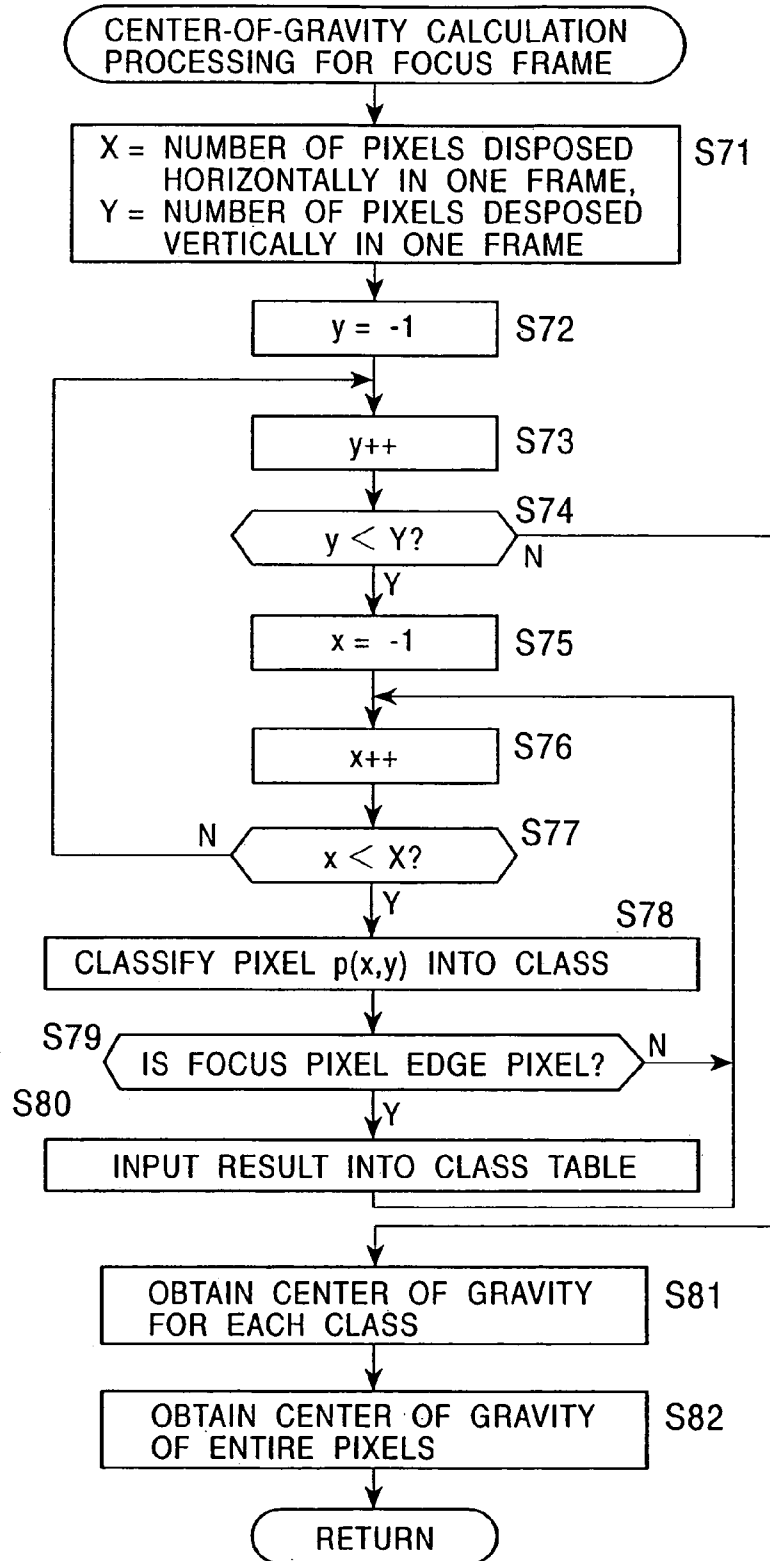 CENTER-OF-GRAVITY CALCULATION
PROCESSING FOR FOCUS FRAME
X = NUMBER OF PIXELS DISPOSED
HORIZONTALLY IN ONE FRAME,
Y = NUMBER OF PIXELS DESPOSED
VERTICALLY IN ONE FRAME
S71
y = -1
S72
y++
S73
S74
y < Y?
N
Y
x = -1
S75
x++
S76
N
S77
x < X?
Y
S78
CLASSIFY PIXEL p(x,y) INTO CLASS
S79
IS FOCUS PIXEL EDGE PIXEL?
N
S80
Y
INPUT RESULT INTO CLASS TABLE
OBTAIN CENTER OF GRAVITY
FOR EACH CLASS
S81
OBTAIN CENTER OF GRAVITY
OF ENTIRE PIXELS
S82
RETURN